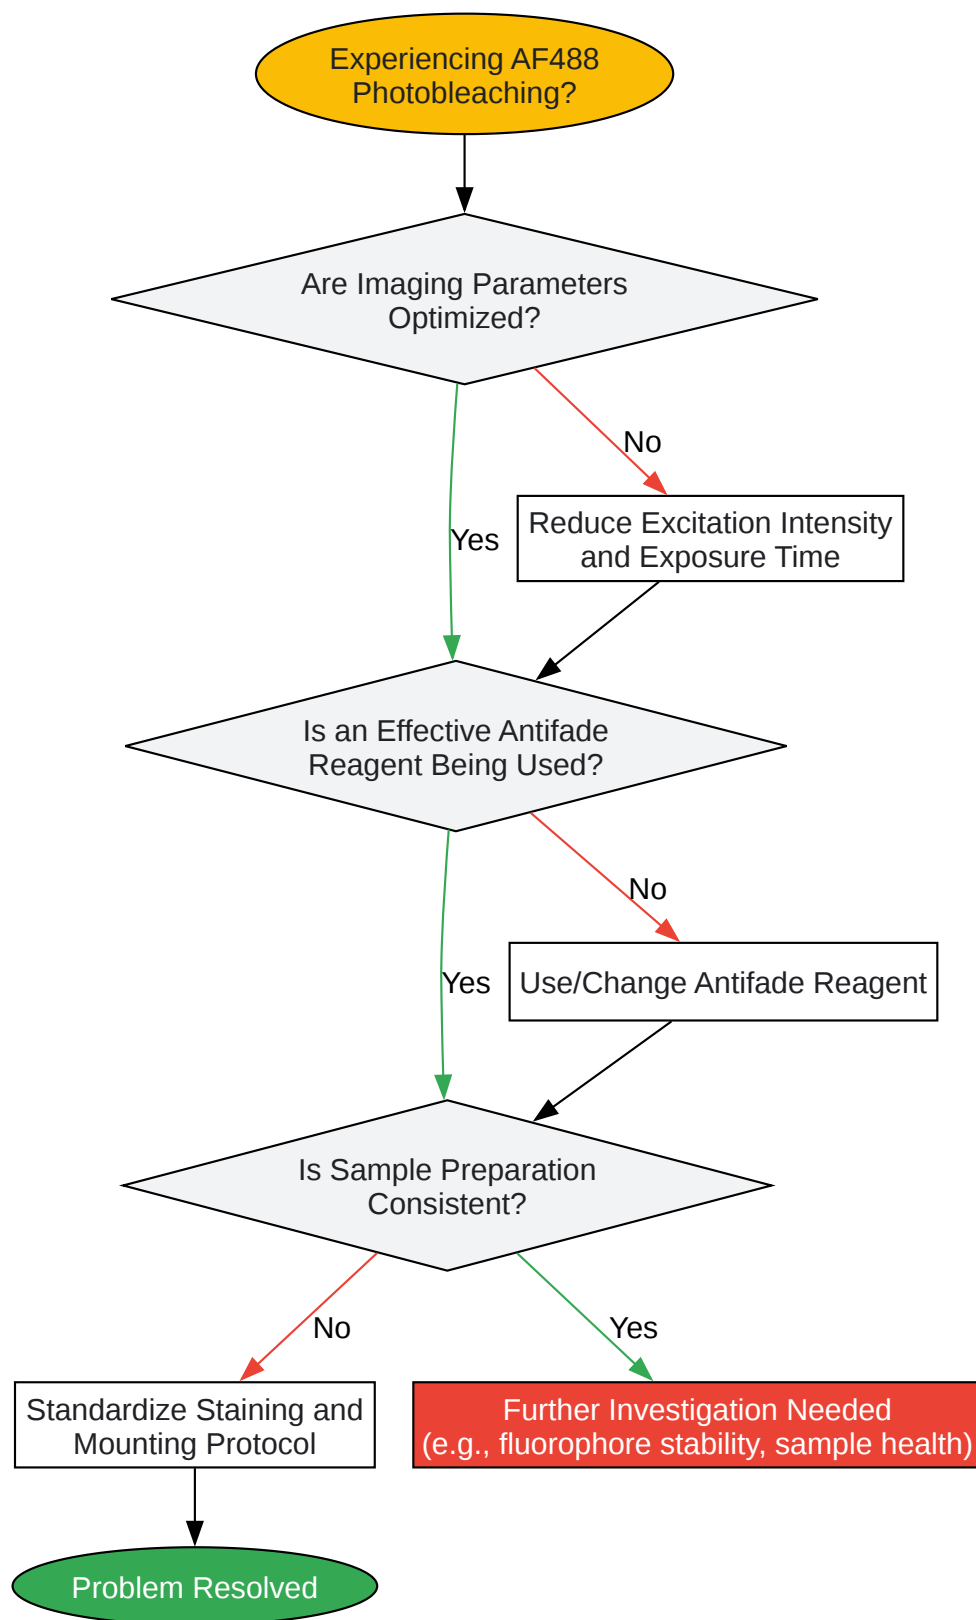 Experiencing AF488
Photobleaching?
Are Imaging Parameters
Optimized?
No
Reduce Excitation Intensity
and Exposure Time
Yes
Is an Effective Antifade
Reagent Being Used?
No
Use/Change Antifade Reagent
Yes
Is Sample Preparation
Consistent?
No
Yes
Standardize Staining and
Mounting Protocol
Further Investigation Needed
(e.g., fluorophore stability, sample health)
Problem Resolved